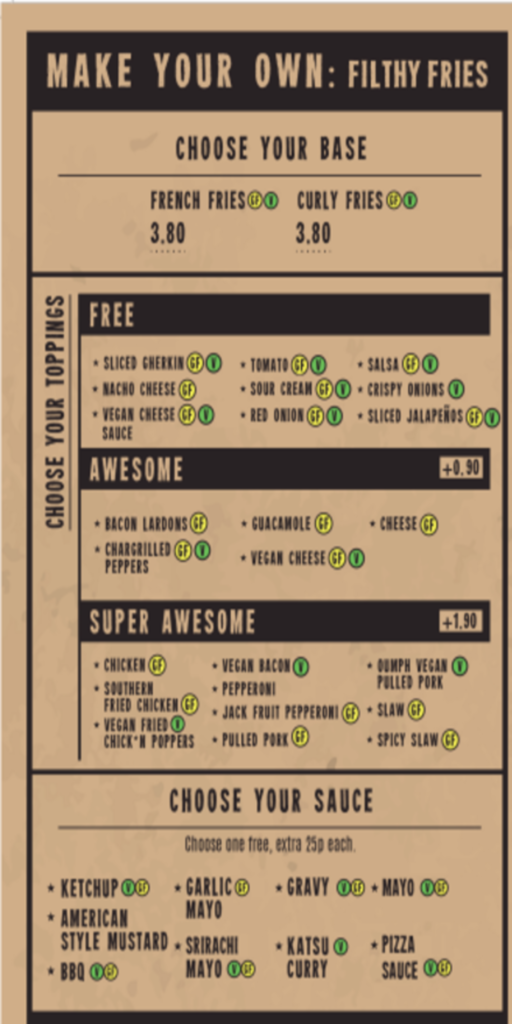 MAKE YOUR OWN: FILTHY FRIES
CHOOSE YOUR BASE
FRENCH FRIES GF V CURLY FRIES GF V
3.80 3.80
CHOOSE YOUR TOPPINGS
FREE
* SLICED GHERKIN GF V * TOMATO GF V * SALSA GF V
* NACHO CHEESE GF * SOUR CREAM GF V * CRISPY ONIONS V
* VEGAN CHEESE GF V * RED ONION GF V * SLICED JALAPEÑOS GF V
SAUCE
AWESOME +0.90
* BACON LARDONS GF * GUACAMOLE GF * CHEESE GF
* CHARGRILLED GF V * VEGAN CHEESE GF V
PEPPERS
SUPER AWESOME +1.90
* CHICKEN GF
* SOUTHERN
FRIED CHICKEN GF
* VEGAN FRIED V
CHICK*N POPPERS
* VEGAN BACON V
* PEPPERONI
* JACK FRUIT PEPPERONI GF
* PULLED PORK GF
* OUMPH VEGAN V
PULLED PORK
* SLAW GF
* SPICY SLAW GF
CHOOSE YOUR SAUCE
Choose one free, extra 25p each.
* KETCHUP V GF
* AMERICAN
STYLE MUSTARD
* BBQ V GF
* GARLIC GF
MAYO
* SRIRACHI
MAYO V GF
* GRAVY V GF
* KATSU V
CURRY
* MAYO V GF
* PIZZA
SAUCE V GF